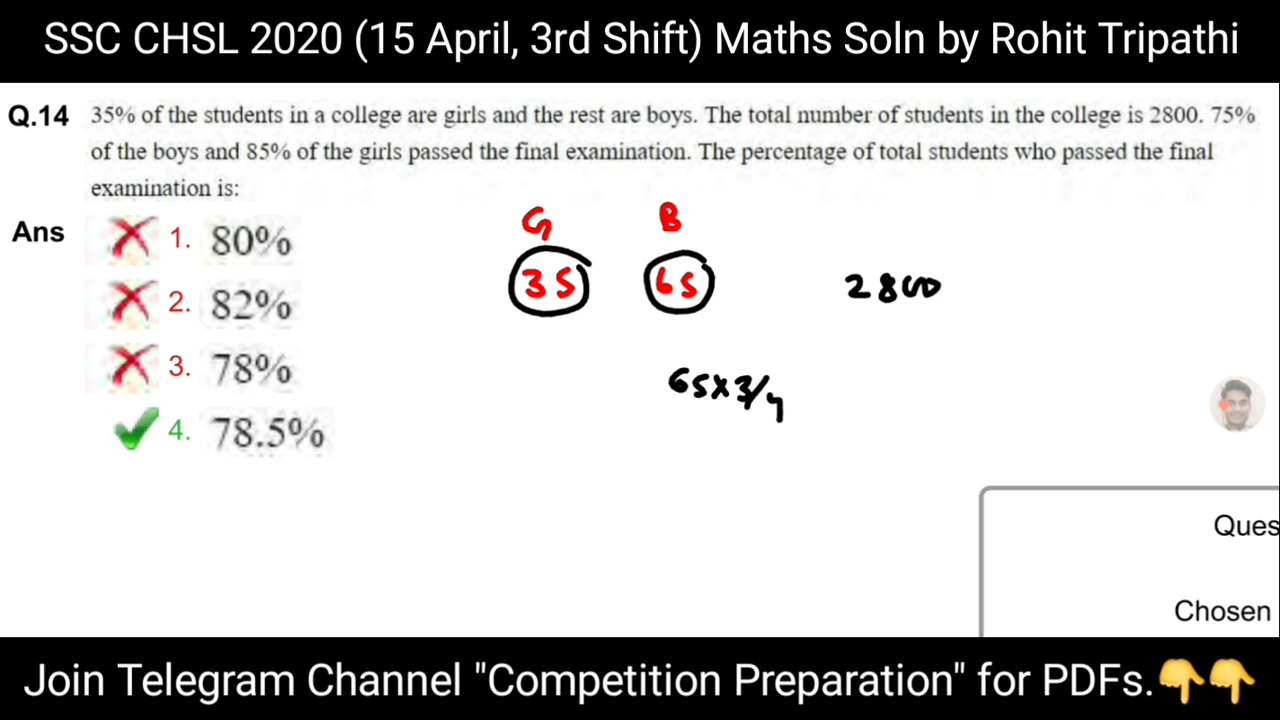 SSC CHSL 2020 (15 April, 3rd Shift) Maths Soln by Rohit Tripathi
Q.14 35% of the students in a college are girls and the rest are boys. The total number of students in the college is 2800. 75%
of the boys and 85% of the girls passed the final examination. The percentage of total students who passed the final
examination is:
Ans 1. 80%
2. 82%
3. 78%
4. 78.5%
G B
35 65 2800
65×3/4
Ques
Chosen
Join Telegram Channel "Competition Preparation" for PDFs.👇👇